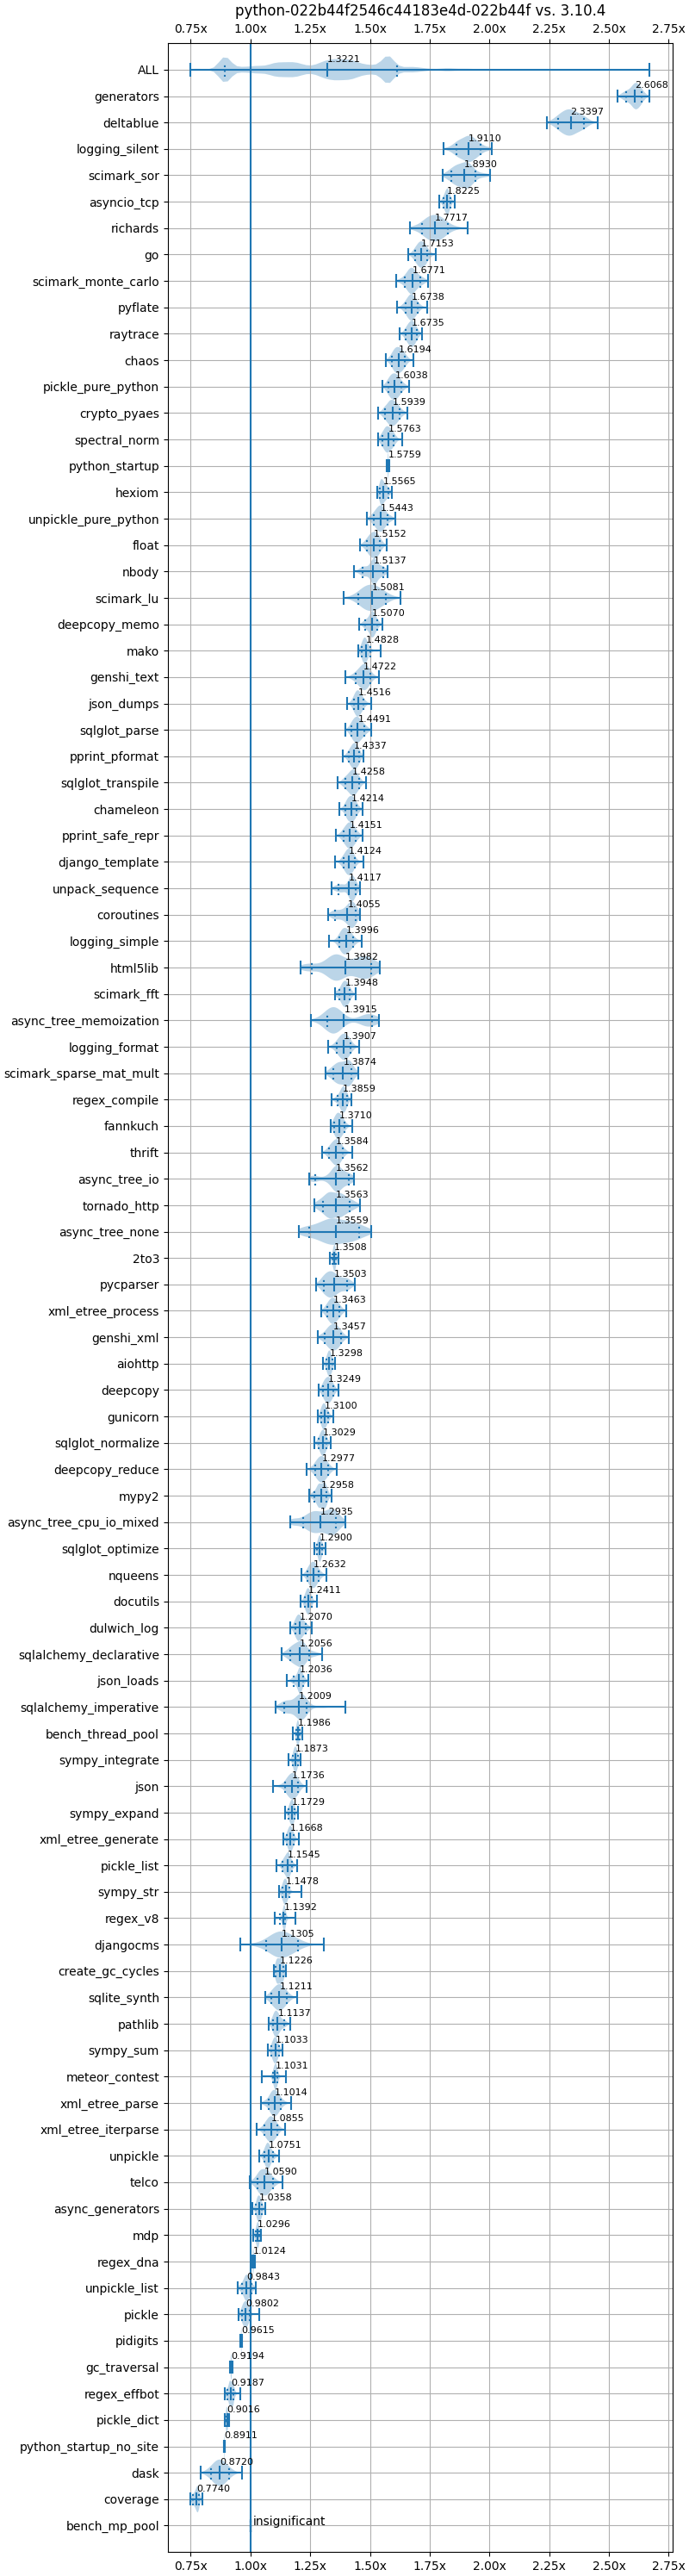 python-022b44f2546c44183e4d-022b44f vs. 3.10.4
0.75x 1.00x 1.25x 1.50x 1.75x 2.00x 2.25x 2.50x 2.75x
ALL 1.3221
generators 2.6068
deltablue 2.3397
logging_silent 1.9110
scimark_sor 1.8930
asyncio_tcp 1.8225
richards 1.7717
go 1.7153
scimark_monte_carlo 1.6771
pyflate 1.6738
raytrace 1.6735
chaos 1.6194
pickle_pure_python 1.6038
crypto_pyaes 1.5939
spectral_norm 1.5763
python_startup 1.5759
hexiom 1.5565
unpickle_pure_python 1.5443
float 1.5152
nbody 1.5137
scimark_lu 1.5081
deepcopy_memo 1.5070
mako 1.4828
genshi_text 1.4722
json_dumps 1.4516
sqlglot_parse 1.4491
pprint_pformat 1.4337
sqlglot_transpile 1.4258
chameleon 1.4214
pprint_safe_repr 1.4151
django_template 1.4124
unpack_sequence 1.4117
coroutines 1.4055
logging_simple 1.3996
html5lib 1.3982
scimark_fft 1.3948
async_tree_memoization 1.3915
logging_format 1.3907
scimark_sparse_mat_mult 1.3874
regex_compile 1.3859
fannkuch 1.3710
thrift 1.3584
async_tree_io 1.3562
tornado_http 1.3563
async_tree_none 1.3559
2to3 1.3508
pycparser 1.3503
xml_etree_process 1.3463
genshi_xml 1.3457
aiohttp 1.3298
deepcopy 1.3249
gunicorn 1.3100
sqlglot_normalize 1.3029
deepcopy_reduce 1.2977
mypy2 1.2958
async_tree_cpu_io_mixed 1.2935
sqlglot_optimize 1.2900
nqueens 1.2632
docutils 1.2411
dulwich_log 1.2070
sqlalchemy_declarative 1.2056
json_loads 1.2036
sqlalchemy_imperative 1.2009
bench_thread_pool 1.1986
sympy_integrate 1.1873
json 1.1736
sympy_expand 1.1729
xml_etree_generate 1.1668
pickle_list 1.1545
sympy_str 1.1478
regex_v8 1.1392
djangocms 1.1305
create_gc_cycles 1.1226
sqlite_synth 1.1211
pathlib 1.1137
sympy_sum 1.1033
meteor_contest 1.1031
xml_etree_parse 1.1014
xml_etree_iterparse 1.0855
unpickle 1.0751
telco 1.0590
async_generators 1.0358
mdp 1.0296
regex_dna 1.0124
unpickle_list 0.9843
pickle 0.9802
pidigits 0.9615
gc_traversal 0.9194
regex_effbot 0.9187
pickle_dict 0.9016
python_startup_no_site 0.8911
dask 0.8720
coverage 0.7740
bench_mp_pool insignificant
0.75x 1.00x 1.25x 1.50x 1.75x 2.00x 2.25x 2.50x 2.75x